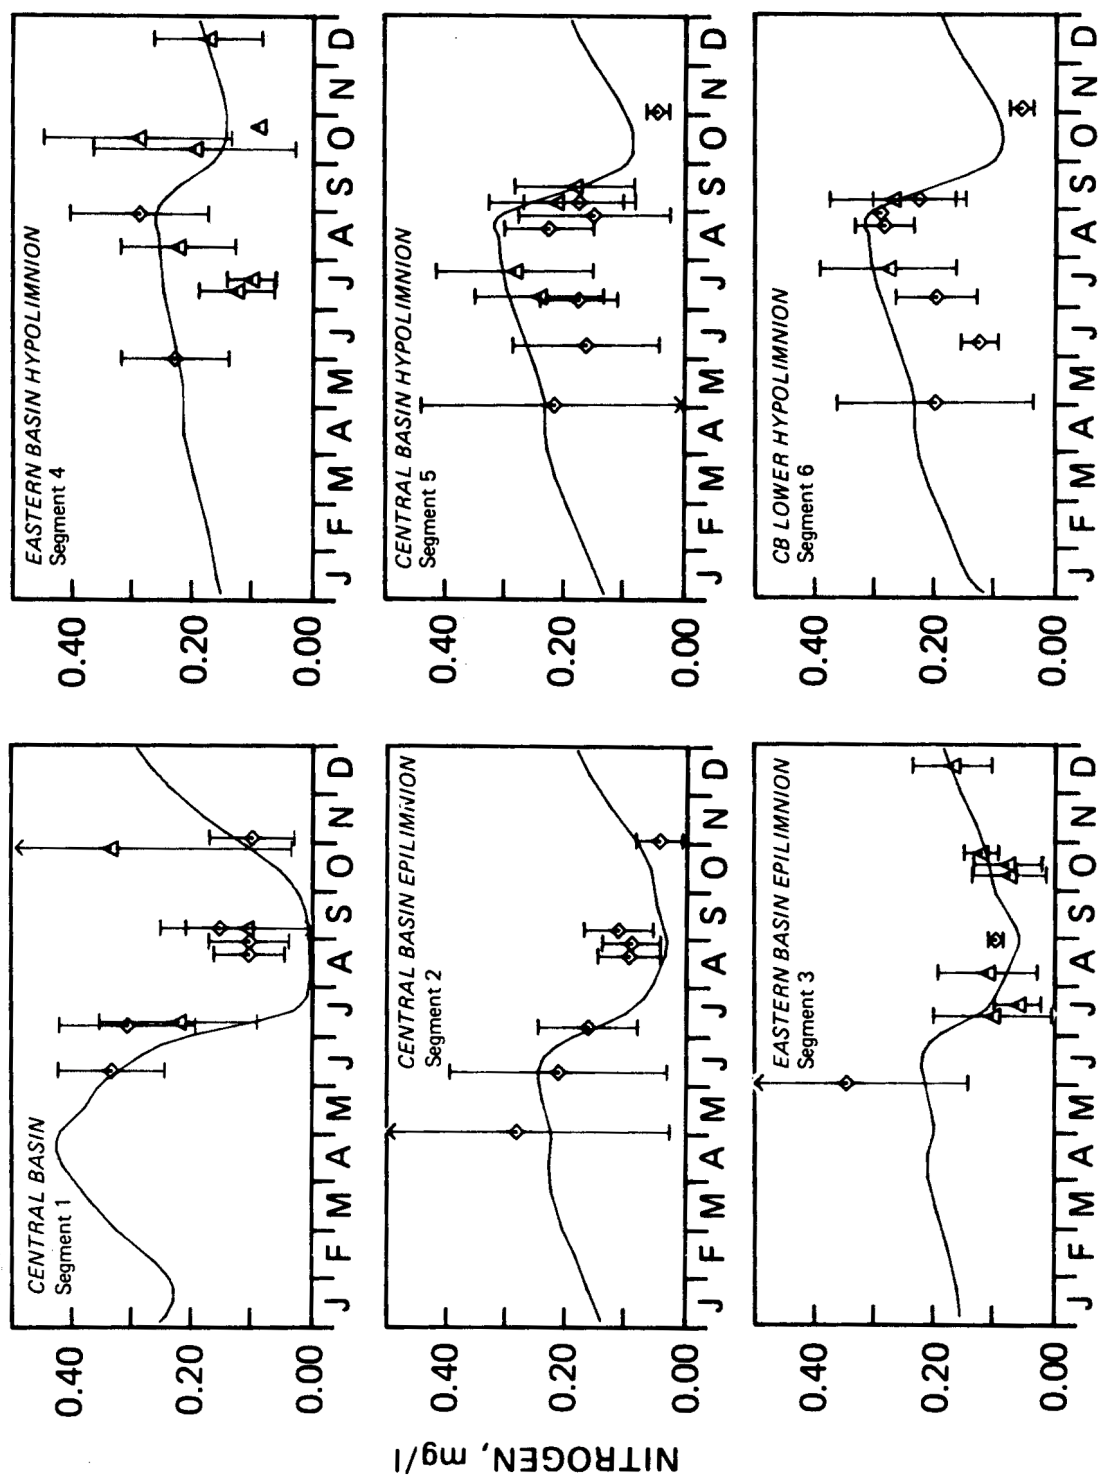 NITROGEN, mg/l
CENTRAL BASIN
Segment 1
0.40
0.20
0.00
J F M A M J J A S O N D
EASTERN BASIN HYPOLIMNION
Segment 4
0.40
0.20
0.00
J F M A M J J A S O N D
CENTRAL BASIN EPILIMNION
Segment 2
0.40
0.20
0.00
J F M A M J J A S O N D
CENTRAL BASIN HYPOLIMNION
Segment 5
0.40
0.20
0.00
J F M A M J J A S O N D
EASTERN BASIN EPILIMNION
Segment 3
0.40
0.20
0.00
J F M A M J J A S O N D
CB LOWER HYPOLIMNION
Segment 6
0.40
0.20
0.00
J F M A M J J A S O N D